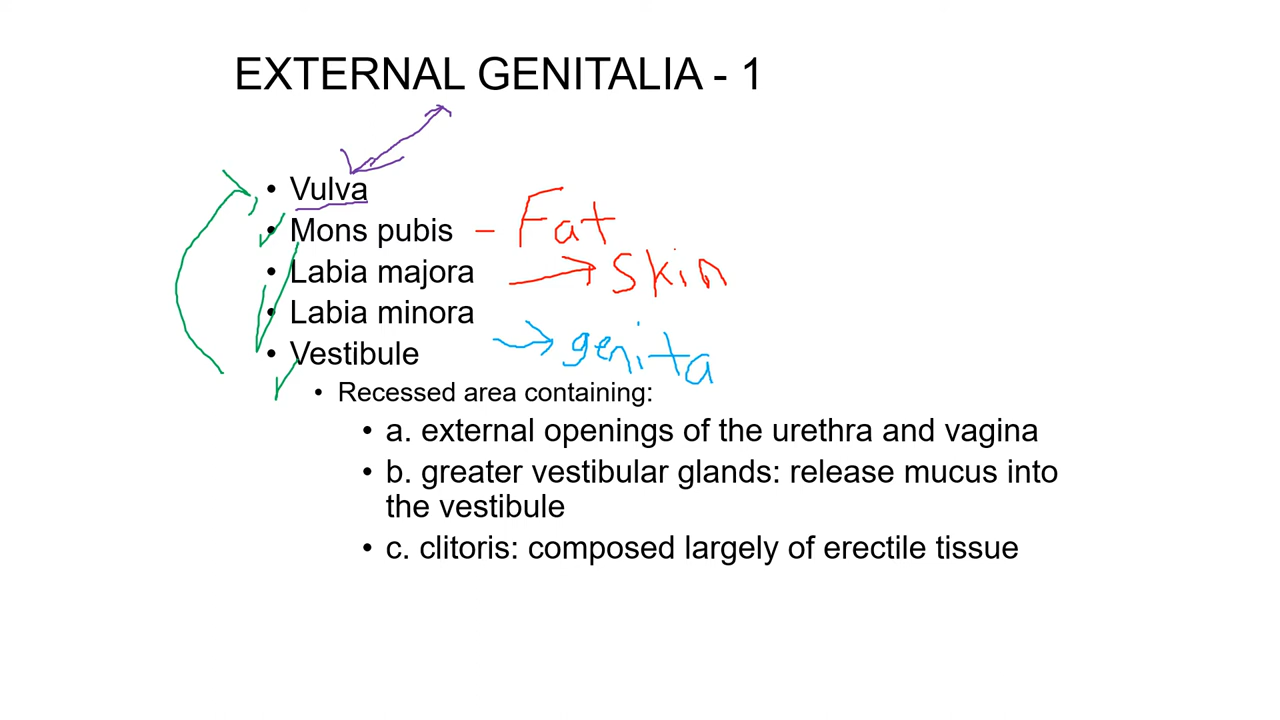 EXTERNAL GENITALIA - 1
• Vulva
• Mons pubis - Fat
• Labia majora → skin
• Labia minora
→ genita
• Vestibule
• Recessed area containing:
• a. external openings of the urethra and vagina
• b. greater vestibular glands: release mucus into
the vestibule
• c. clitoris: composed largely of erectile tissue